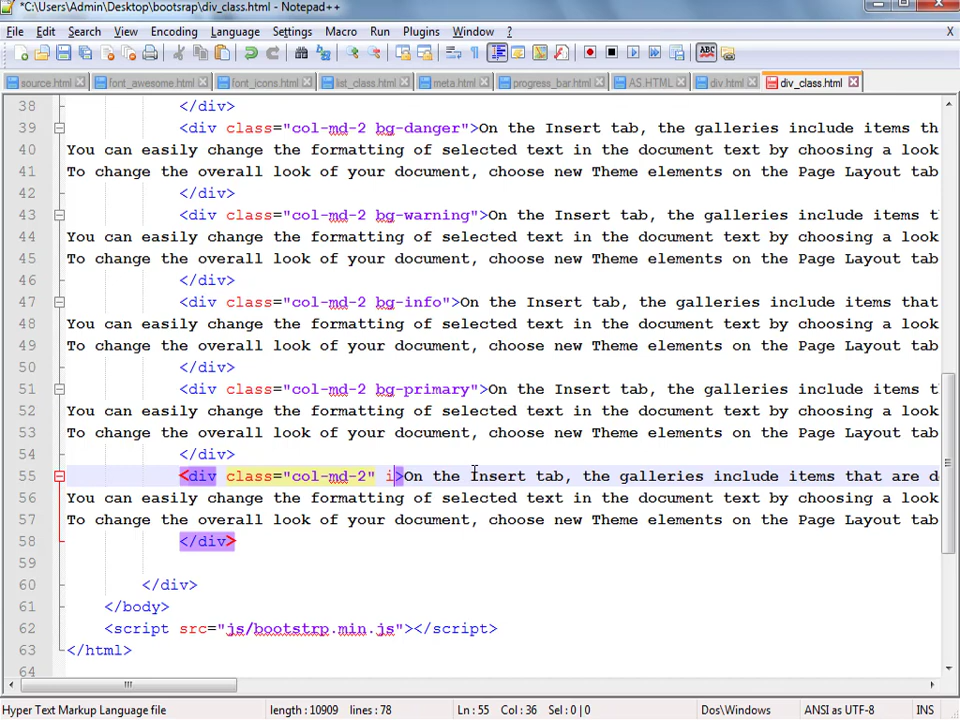 *C:\Users\Admin\Desktop\bootsrap\div_class.html - Notepad++
File Edit Search View Encoding Language Settings Macro Run Plugins Window ? X
source.html font_awesome.html font_icons.html list_class.html meta.html progress_bar.html AS.HTML div.html div_class.html
38 </div>
39 <div class="col-md-2 bg-danger">On the Insert tab, the galleries include items th
40 You can easily change the formatting of selected text in the document text by choosing a look
41 To change the overall look of your document, choose new Theme elements on the Page Layout tab
42 </div>
43 <div class="col-md-2 bg-warning">On the Insert tab, the galleries include items t
44 You can easily change the formatting of selected text in the document text by choosing a look
45 To change the overall look of your document, choose new Theme elements on the Page Layout tab
46 </div>
47 <div class="col-md-2 bg-info">On the Insert tab, the galleries include items that
48 You can easily change the formatting of selected text in the document text by choosing a look
49 To change the overall look of your document, choose new Theme elements on the Page Layout tab
50 </div>
51 <div class="col-md-2 bg-primary">On the Insert tab, the galleries include items t
52 You can easily change the formatting of selected text in the document text by choosing a look
53 To change the overall look of your document, choose new Theme elements on the Page Layout tab
54 </div>
55 <div class="col-md-2" i>On the Insert tab, the galleries include items that are d
56 You can easily change the formatting of selected text in the document text by choosing a look
57 To change the overall look of your document, choose new Theme elements on the Page Layout tab
58 </div>
59
60 </div>
61 </body>
62 <script src="js/bootstrp.min.js"></script>
63 </html>
64
Hyper Text Markup Language file length : 10909 lines : 78 Ln : 55 Col : 36 Sel : 0 | 0 Dos\Windows ANSI as UTF-8 INS